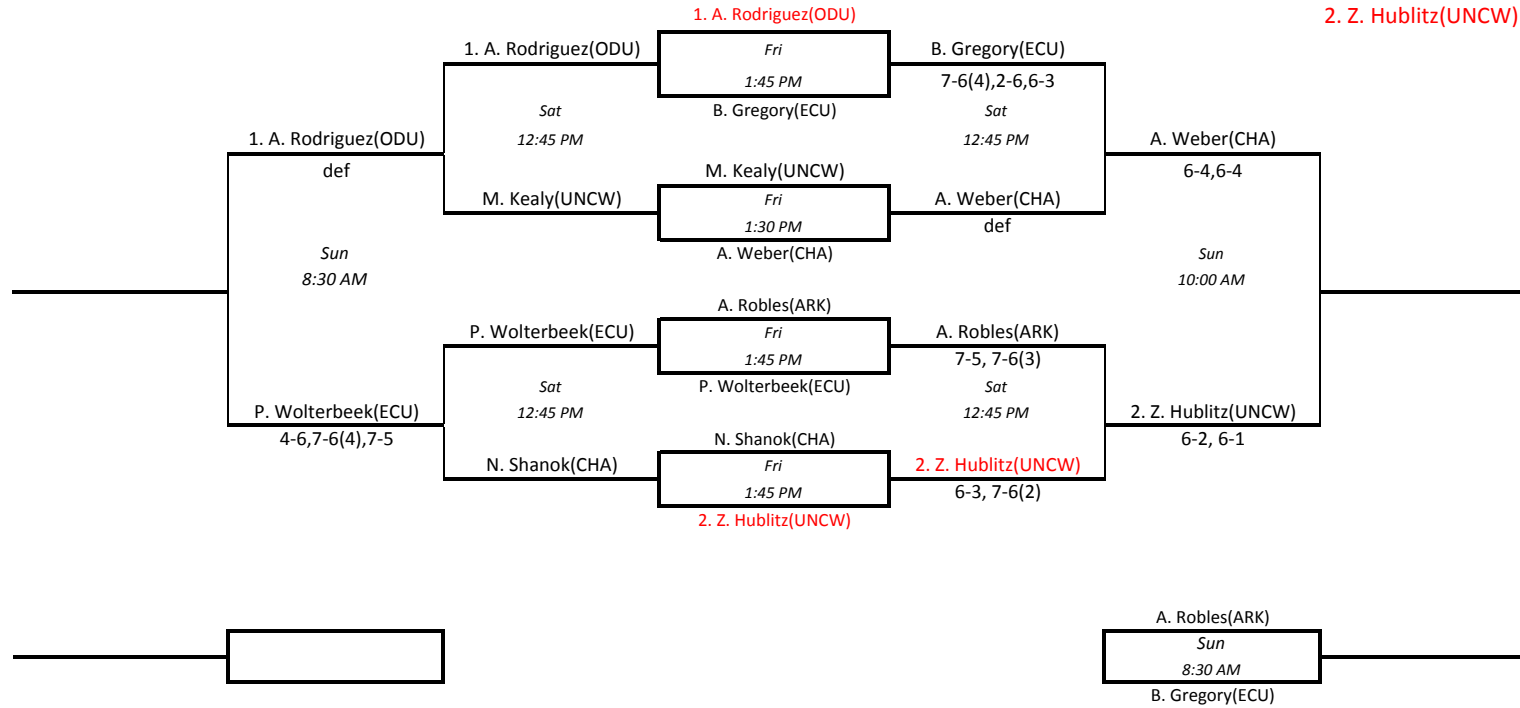 1. A. Rodriguez(ODU)
2. Z. Hublitz(UNCW)
1. A. Rodriguez(ODU)
Fri
B. Gregory(ECU)
1:45 PM
7-6(4),2-6,6-3
Sat
B. Gregory(ECU)
Sat
1. A. Rodriguez(ODU)
12:45 PM
12:45 PM
A. Weber(CHA)
def
M. Kealy(UNCW)
6-4,6-4
M. Kealy(UNCW)
Fri
A. Weber(CHA)
1:30 PM
def
Sun
A. Weber(CHA)
Sun
8:30 AM
10:00 AM
A. Robles(ARK)
P. Wolterbeek(ECU)
Fri
A. Robles(ARK)
1:45 PM
7-5, 7-6(3)
Sat
P. Wolterbeek(ECU)
Sat
P. Wolterbeek(ECU)
12:45 PM
12:45 PM
2. Z. Hublitz(UNCW)
4-6,7-6(4),7-5
N. Shanok(CHA)
6-2, 6-1
N. Shanok(CHA)
Fri
2. Z. Hublitz(UNCW)
1:45 PM
6-3, 7-6(2)
2. Z. Hublitz(UNCW)
A. Robles(ARK)
Sun
8:30 AM
B. Gregory(ECU)